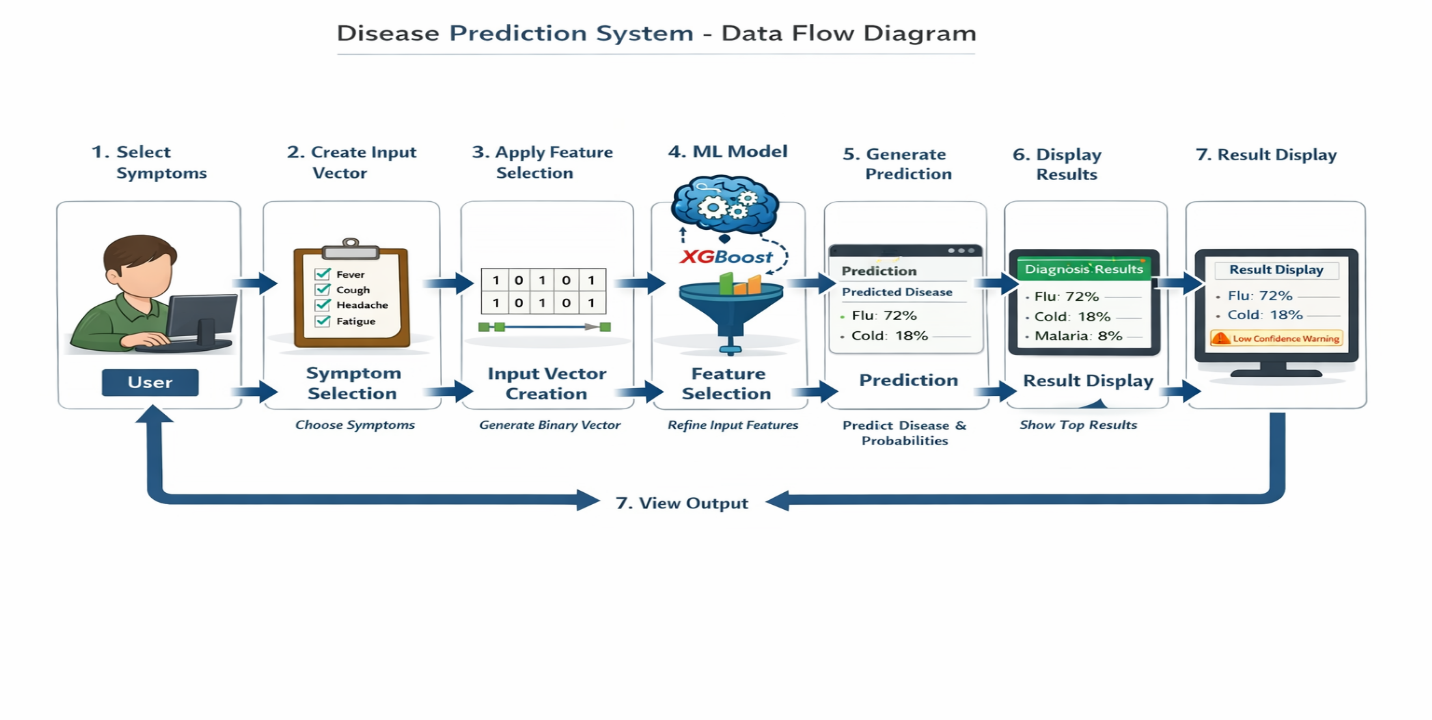 Disease Prediction System - Data Flow Diagram
1. Select
Symptoms
2. Create Input
Vector
3. Apply Feature
Selection
4. ML Model
5. Generate
Prediction
6. Display
Results
7. Result Display
User
Fever
Cough
Headache
Fatigue
Symptom
Selection
Choose Symptoms
1 0 1 0 1
1 0 1 0 1
Input Vector
Creation
Generate Binary Vector
XGBoost
Feature
Selection
Refine Input Features
Prediction
Predicted Disease
• Flu: 72%
• Cold: 18%
Prediction
Predict Disease &
Probabilities
Diagnosis Results
• Flu: 72%
• Cold: 18%
• Malaria: 8%
Result Display
Show Top Results
Result Display
• Flu: 72%
• Cold: 18%
Low Confidence Warning
7. View Output